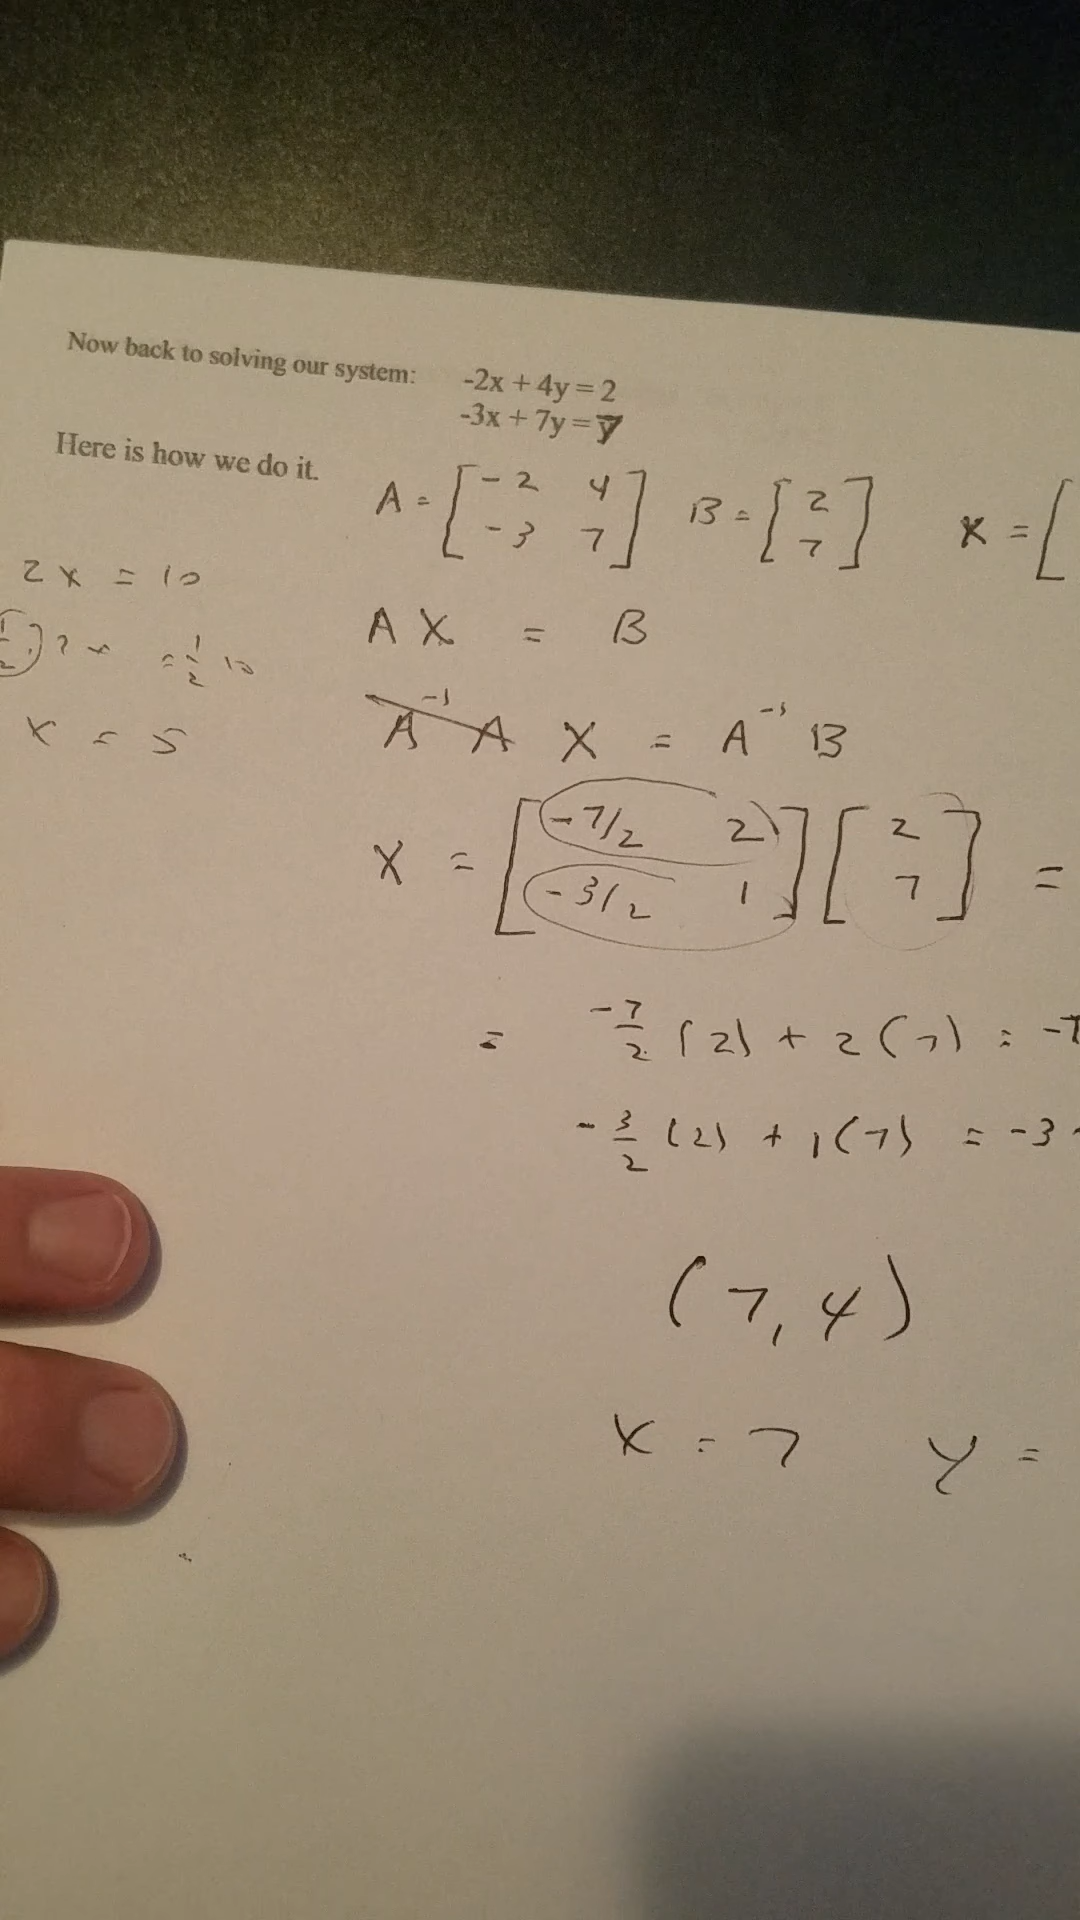 Now back to solving our system: -2x + 4y = 2
-3x + 7y = 7
Here is how we do it.
A = [ -2 4
-3 7 ] B = [ 2
7 ] X = [
2x = 10
x = 5
AX = B
A⁻¹ A X = A⁻¹ B
X = [ -7/2 2
-3/2 1 ] [ 2
7 ] =
= -7/2 (2) + 2(7) = -7
-3/2 (2) + 1(7) = -3
(7, 4)
x = 7 y =